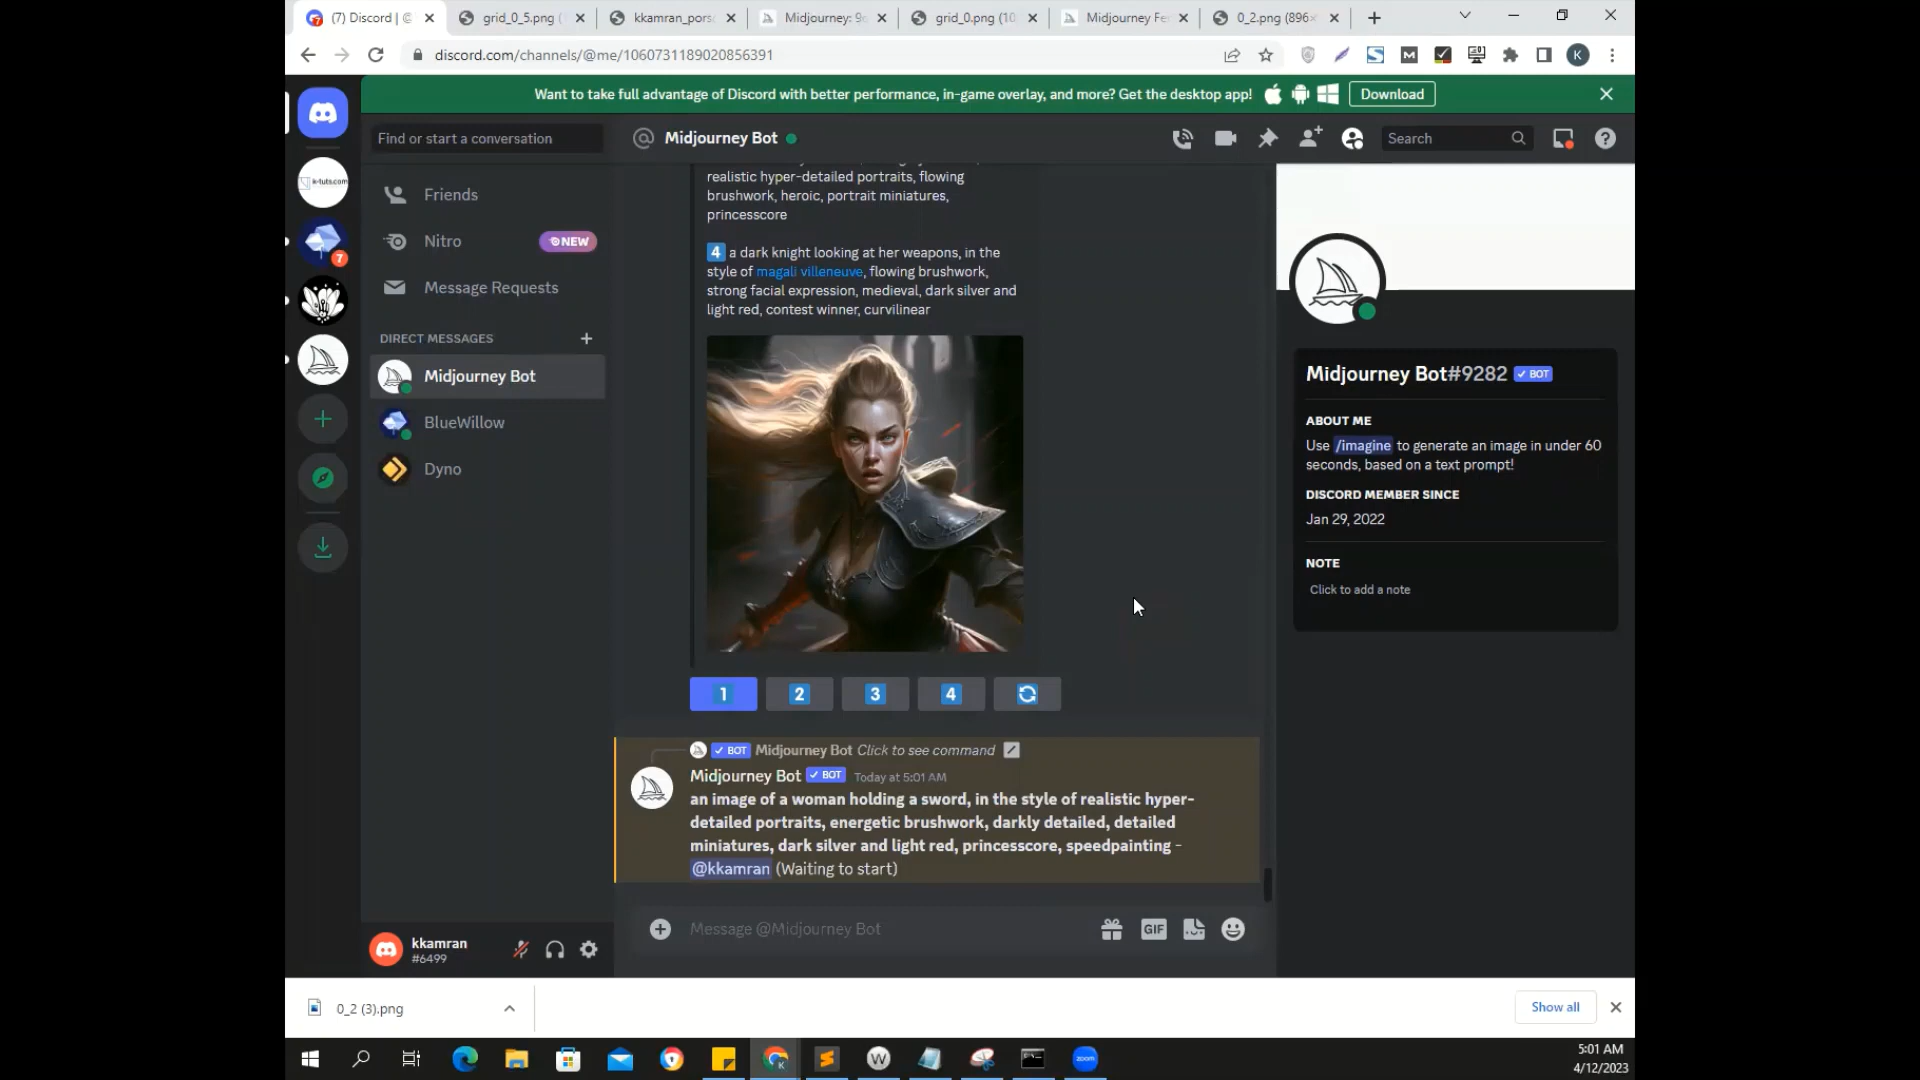 (7) Discord | @
grid_0_5.png (
kkamran_pors
Midjourney: 9
grid_0.png (10
Midjourney Fe
0_2.png (896×
discord.com/channels/@me/1060731189020856391
K
Want to take full advantage of Discord with better performance, in-game overlay, and more? Get the desktop app!
Download
Find or start a conversation
Midjourney Bot
Search
k-tuts.com
7
Friends
Nitro
NEW
Message Requests
DIRECT MESSAGES
Midjourney Bot
BlueWillow
Dyno
kkamran
#6499
realistic hyper-detailed portraits, flowing
brushwork, heroic, portrait miniatures,
princesscore
4 a dark knight looking at her weapons, in the
style of magali villeneuve, flowing brushwork,
strong facial expression, medieval, dark silver and
light red, contest winner, curvilinear
1 2 3 4
BOT Midjourney Bot Click to see command
Midjourney Bot BOT Today at 5:01 AM
an image of a woman holding a sword, in the style of realistic hyper-
detailed portraits, energetic brushwork, darkly detailed, detailed
miniatures, dark silver and light red, princesscore, speedpainting -
@kkamran (Waiting to start)
Message @Midjourney Bot
GIF
Midjourney Bot#9282 BOT
ABOUT ME
Use /imagine to generate an image in under 60
seconds, based on a text prompt!
DISCORD MEMBER SINCE
Jan 29, 2022
NOTE
Click to add a note
0_2 (3).png
Show all
zoom
5:01 AM
4/12/2023